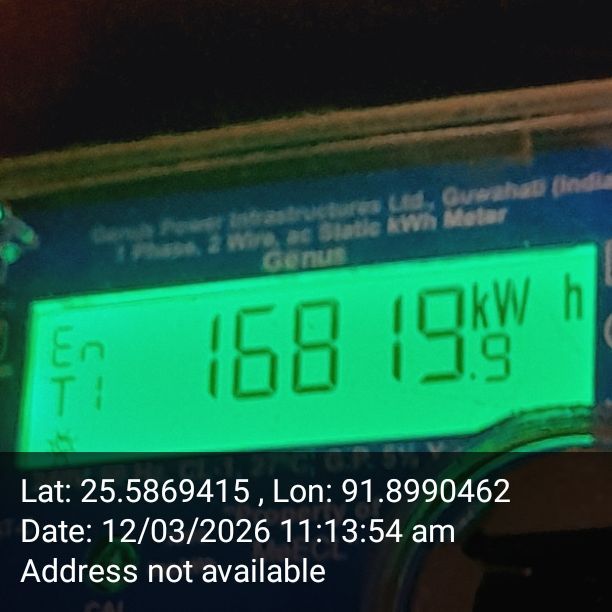 Genus Power Infrastructures Ltd., Guwahati (India
1 Phase, 2 Wire, ac Static kWh Meter
Genus
En 16819.9 kW h
T1
Lat: 25.5869415 , Lon: 91.8990462
Date: 12/03/2026 11:13:54 am
Address not available